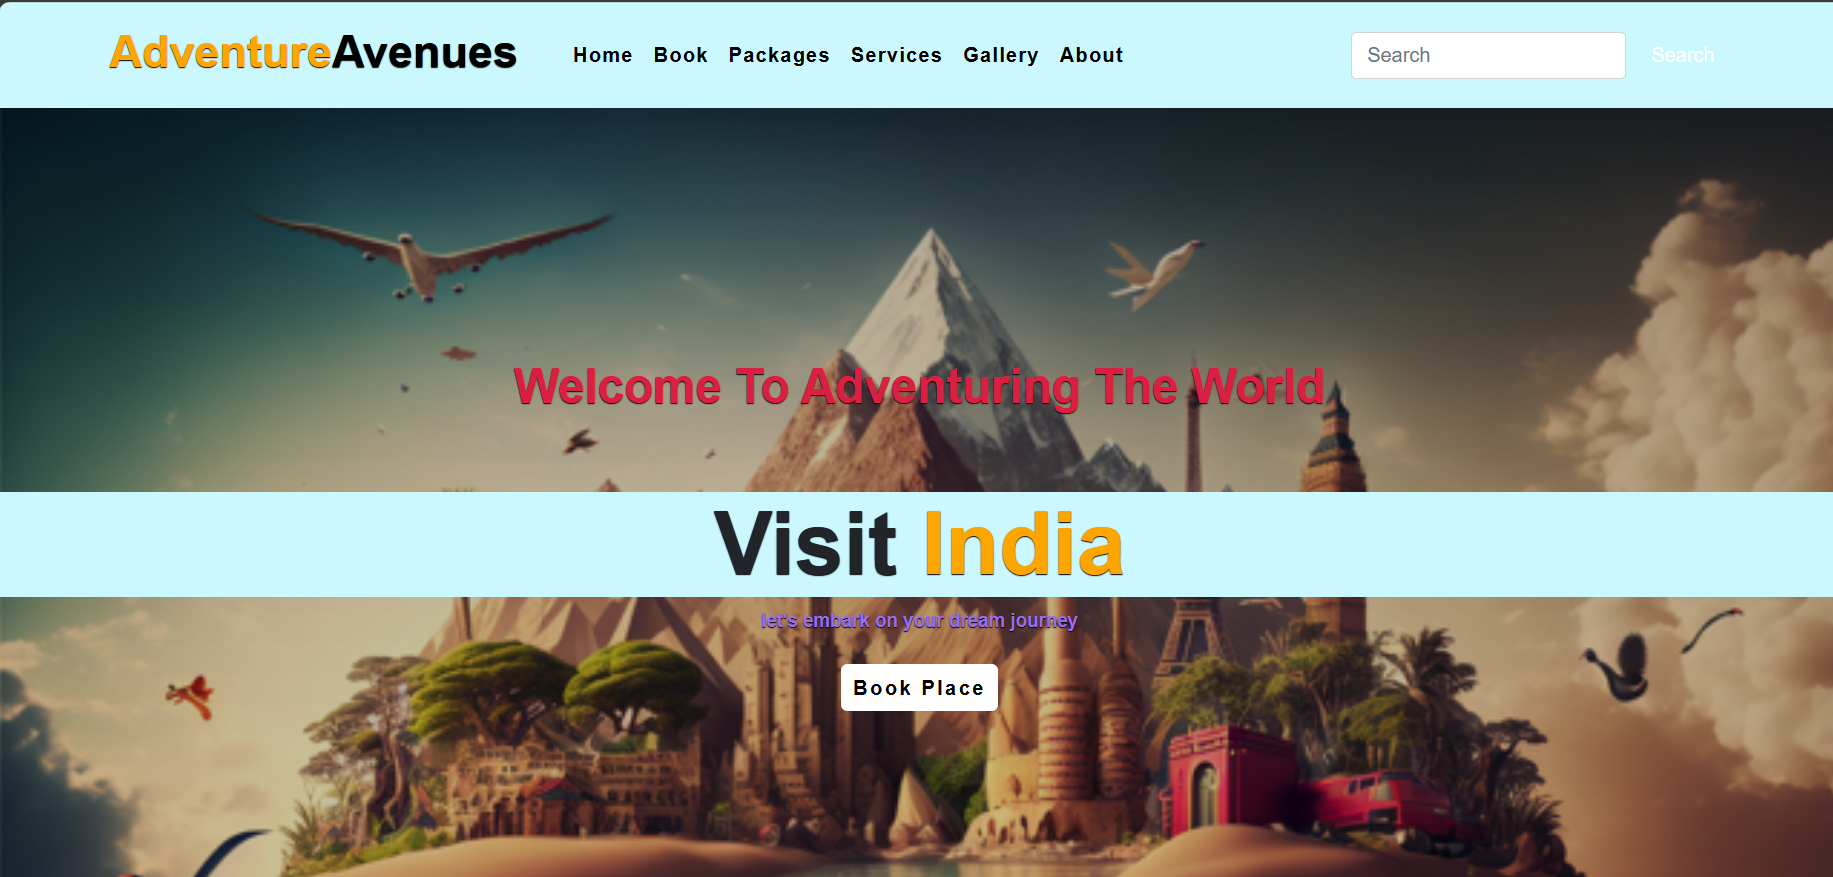 AdventureAvenues
Home Book Packages Services Gallery About
Search Search
Welcome To Adventuring The World
Visit India
let's embark on your dream journey
Book Place